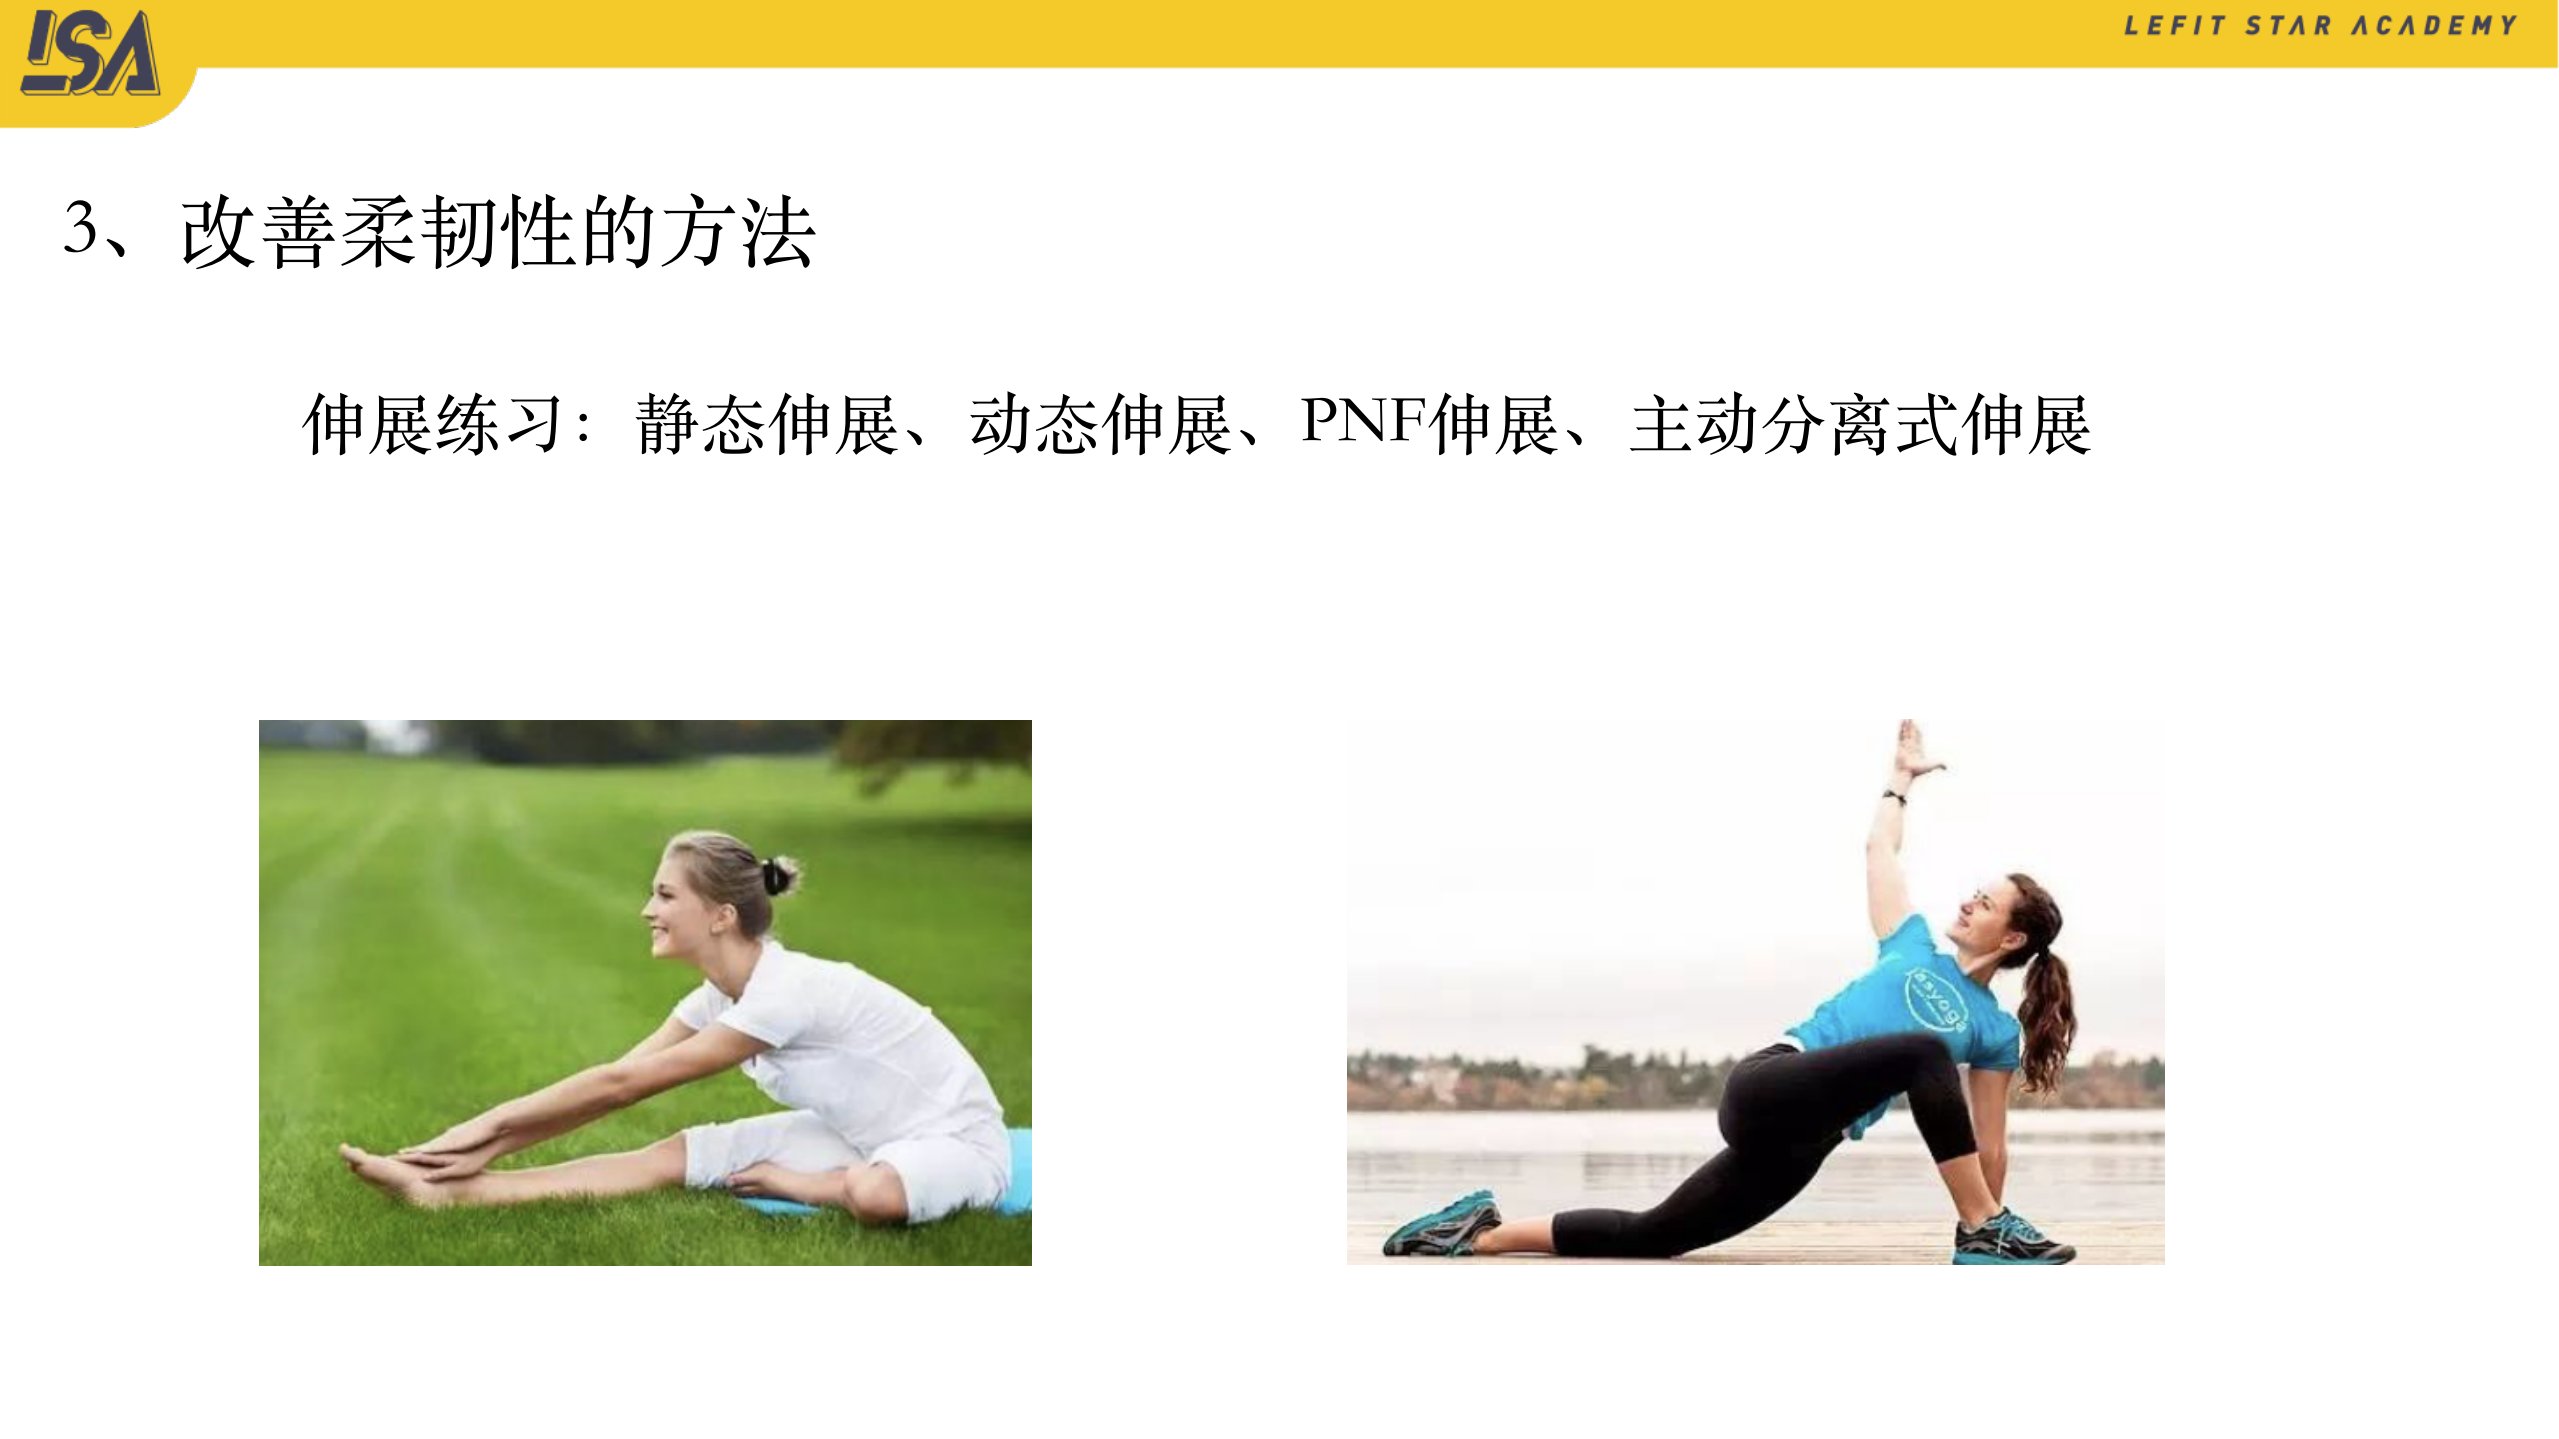 LSA
LEFIT STAR ACADEMY
3、改善柔韧性的方法
伸展练习：静态伸展、动态伸展、PNF伸展、主动分离式伸展
asyoga